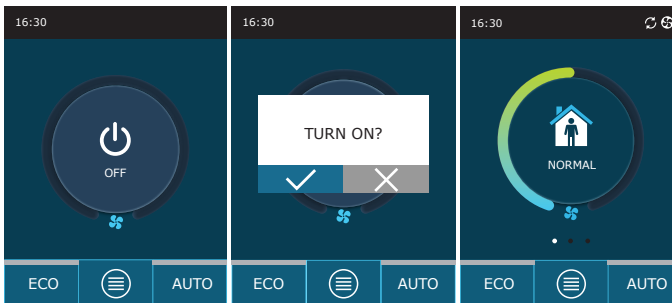 16:30
OFF
ECO
AUTO
16:30
TURN ON?
ECO
AUTO
16:30
NORMAL
ECO
AUTO